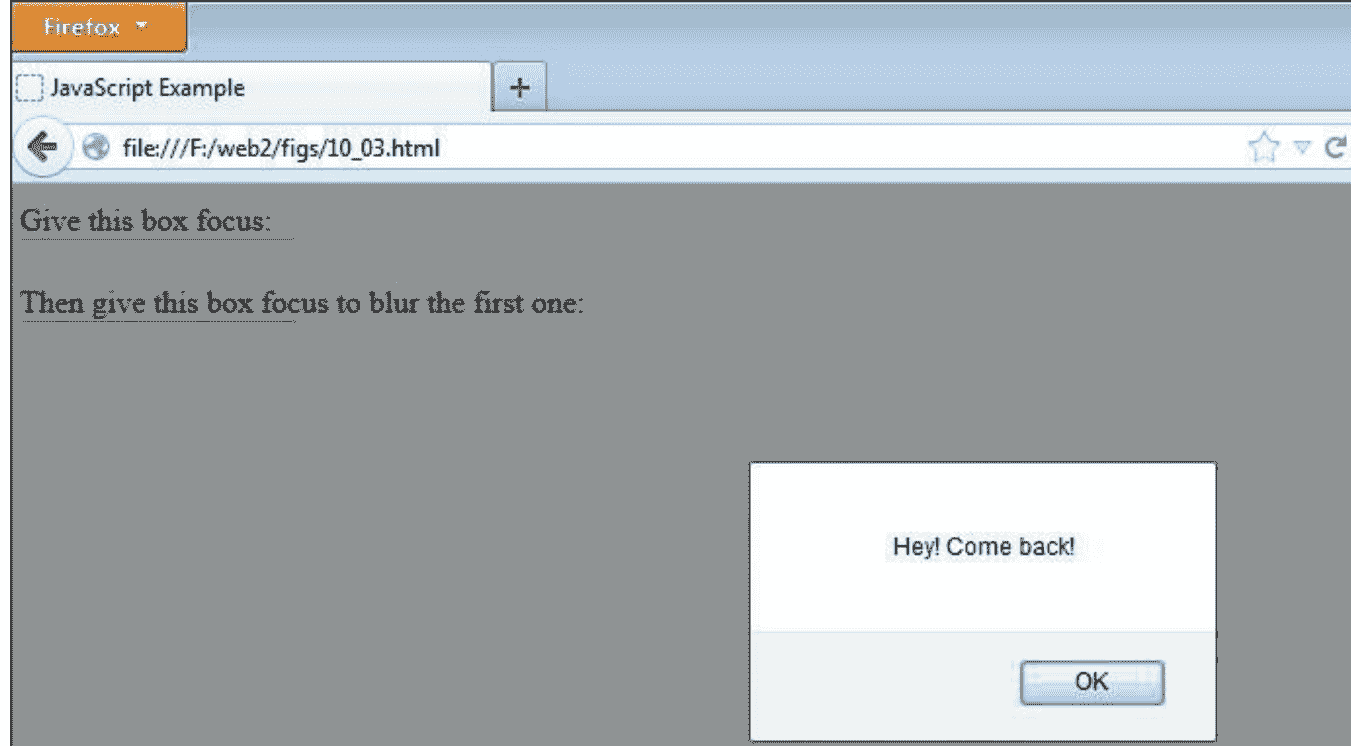 Firefox
JavaScript Example
+
file:///F:/web2/figs/10_03.html
Give this box focus:
Then give this box focus to blur the first one:
Hey! Come back!
OK